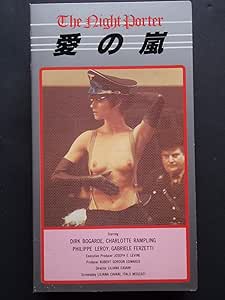 The Night Porter
愛の嵐
Starring
DIRK BOGARDE, CHARLOTTE RAMPLING
PHILIPPE LEROY, GABRIELE FERZETTI
Executive Producer JOSEPH E. LEVINE
Producer ROBERT GORDON EDWARDS
Director LILIANA CAVANI
Screenplay LILIANA CAVANI, ITALO MOSCATI